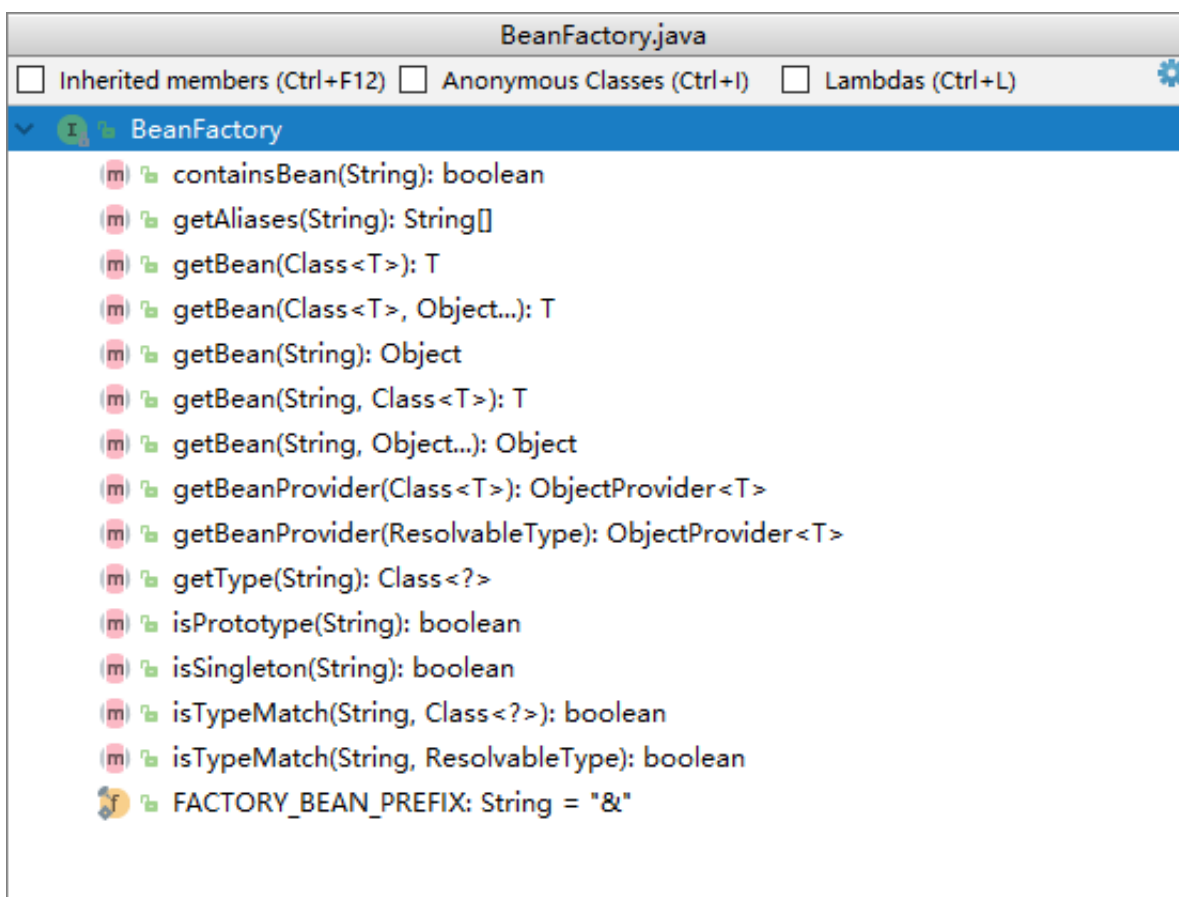 BeanFactory.java
Inherited members (Ctrl+F12) Anonymous Classes (Ctrl+I) Lambdas (Ctrl+L)
I BeanFactory
m containsBean(String): boolean
m getAliases(String): String[]
m getBean(Class<T>): T
m getBean(Class<T>, Object...): T
m getBean(String): Object
m getBean(String, Class<T>): T
m getBean(String, Object...): Object
m getBeanProvider(Class<T>): ObjectProvider<T>
m getBeanProvider(ResolvableType): ObjectProvider<T>
m getType(String): Class<?>
m isPrototype(String): boolean
m isSingleton(String): boolean
m isTypeMatch(String, Class<?>): boolean
m isTypeMatch(String, ResolvableType): boolean
f FACTORY_BEAN_PREFIX: String = "&"